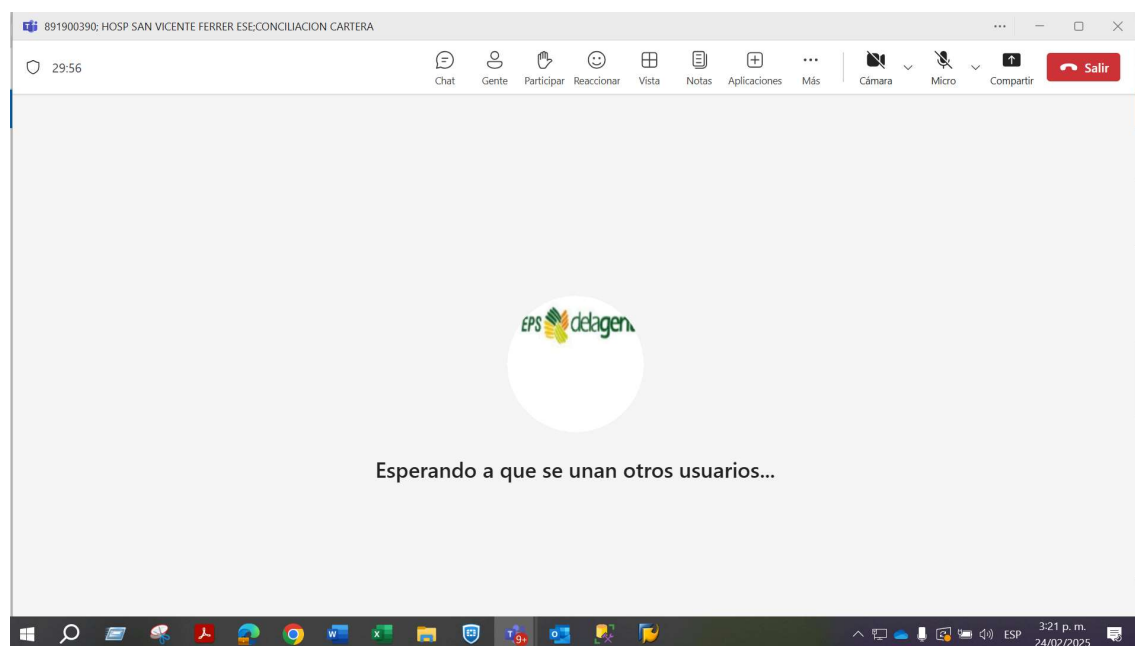 891900390; HOSP SAN VICENTE FERRER ESE;CONCILIACION CARTERA
29:56
Chat Gente Participar Reaccionar Vista Notas Aplicaciones Más Cámara Micro Compartir Salir
EPS delagen
Esperando a que se unan otros usuarios...
9+
ESP
3:21 p. m.
24/02/2025